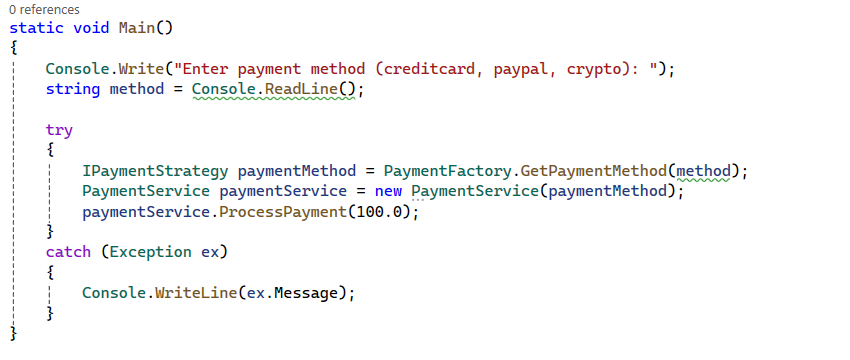 0 references
static void Main()
{
Console.Write("Enter payment method (creditcard, paypal, crypto): ");
string method = Console.ReadLine();
try
{
IPaymentStrategy paymentMethod = PaymentFactory.GetPaymentMethod(method);
PaymentService paymentService = new PaymentService(paymentMethod);
paymentService.ProcessPayment(100.0);
}
catch (Exception ex)
{
Console.WriteLine(ex.Message);
}
}